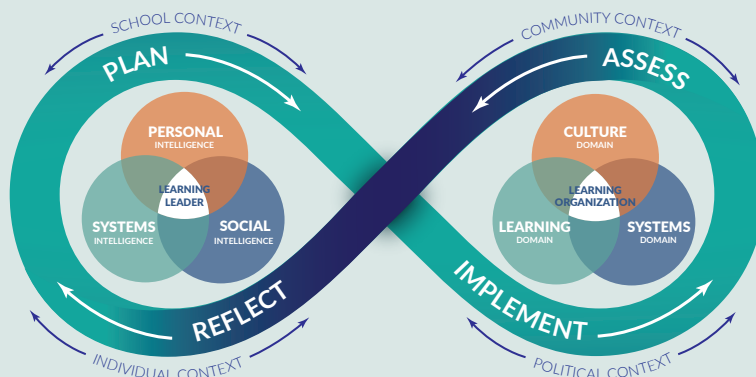 SCHOOL CONTEXT
PLAN
PERSONAL
INTELLIGENCE
LEARNING
LEADER
SYSTEMS
INTELLIGENCE
SOCIAL
INTELLIGENCE
REFLECT
INDIVIDUAL CONTEXT
COMMUNITY CONTEXT
ASSESS
CULTURE
DOMAIN
LEARNING
ORGANIZATION
LEARNING
DOMAIN
SYSTEMS
DOMAIN
IMPLEMENT
POLITICAL CONTEXT